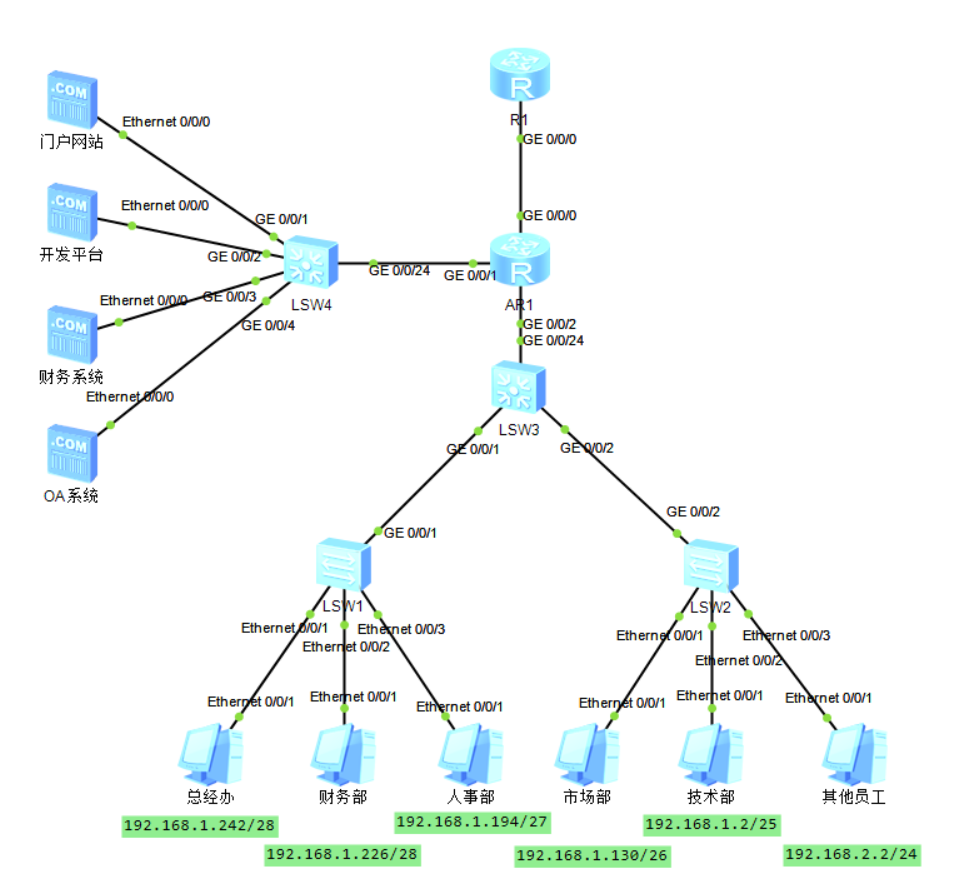 R
R1
GE 0/0/0
.COM
Ethernet 0/0/0
门户网站
.COM
Ethernet 0/0/0
开发平台
GE 0/0/1
GE 0/0/2
GE 0/0/3
GE 0/0/4
LSW4
GE 0/0/24
GE 0/0/1
GE 0/0/0
R
AR1
GE 0/0/2
GE 0/0/24
.COM
Ethernet 0/0/0
财务系统
.COM
Ethernet 0/0/0
OA系统
LSW3
GE 0/0/1
GE 0/0/2
GE 0/0/1
GE 0/0/2
LSW1
LSW2
Ethernet 0/0/1
Ethernet 0/0/2
Ethernet 0/0/3
Ethernet 0/0/1
Ethernet 0/0/2
Ethernet 0/0/3
Ethernet 0/0/1
Ethernet 0/0/1
Ethernet 0/0/1
Ethernet 0/0/1
Ethernet 0/0/1
Ethernet 0/0/1
总经办
财务部
人事部
市场部
技术部
其他员工
192.168.1.242/28
192.168.1.226/28
192.168.1.194/27
192.168.1.130/26
192.168.1.2/25
192.168.2.2/24